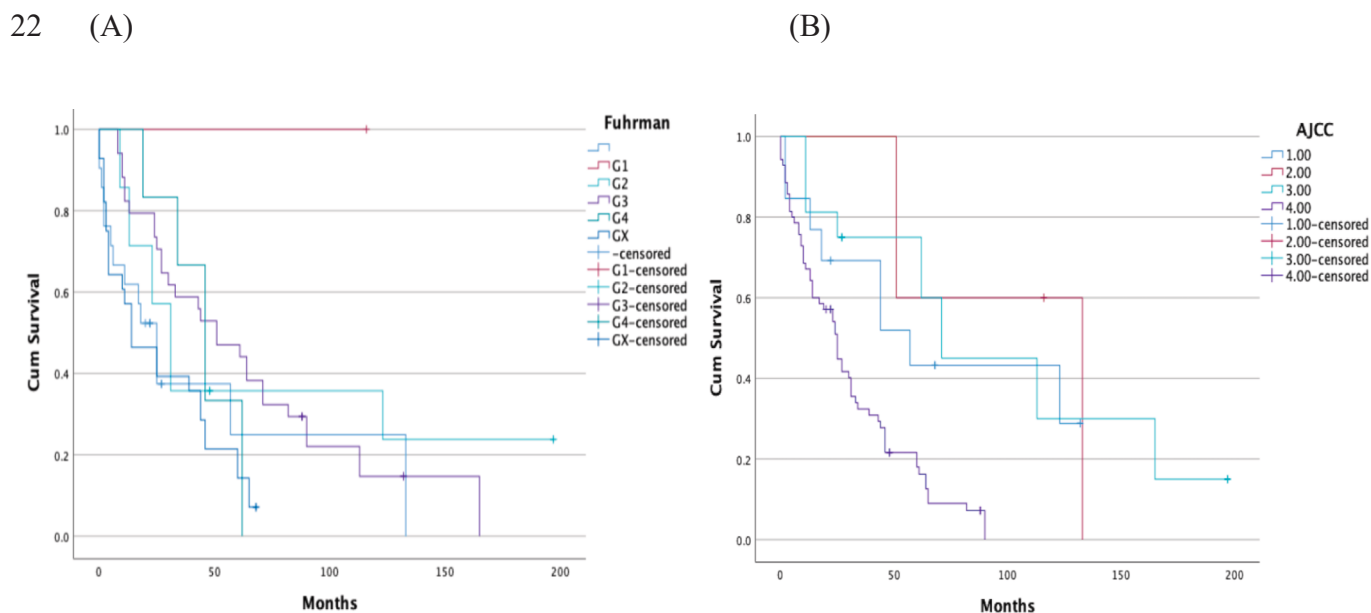 22 (A) (B)
Fuhrman
G1
G2
G3
G4
GX
-censored
G1-censored
G2-censored
G3-censored
G4-censored
GX-censored
Cum Survival
1.0
0.8
0.6
0.4
0.2
0.0
0 50 100 150 200
Months
AJCC
1.00
2.00
3.00
4.00
1.00-censored
2.00-censored
3.00-censored
4.00-censored
Cum Survival
1.0
0.8
0.6
0.4
0.2
0.0
0 50 100 150 200
Months